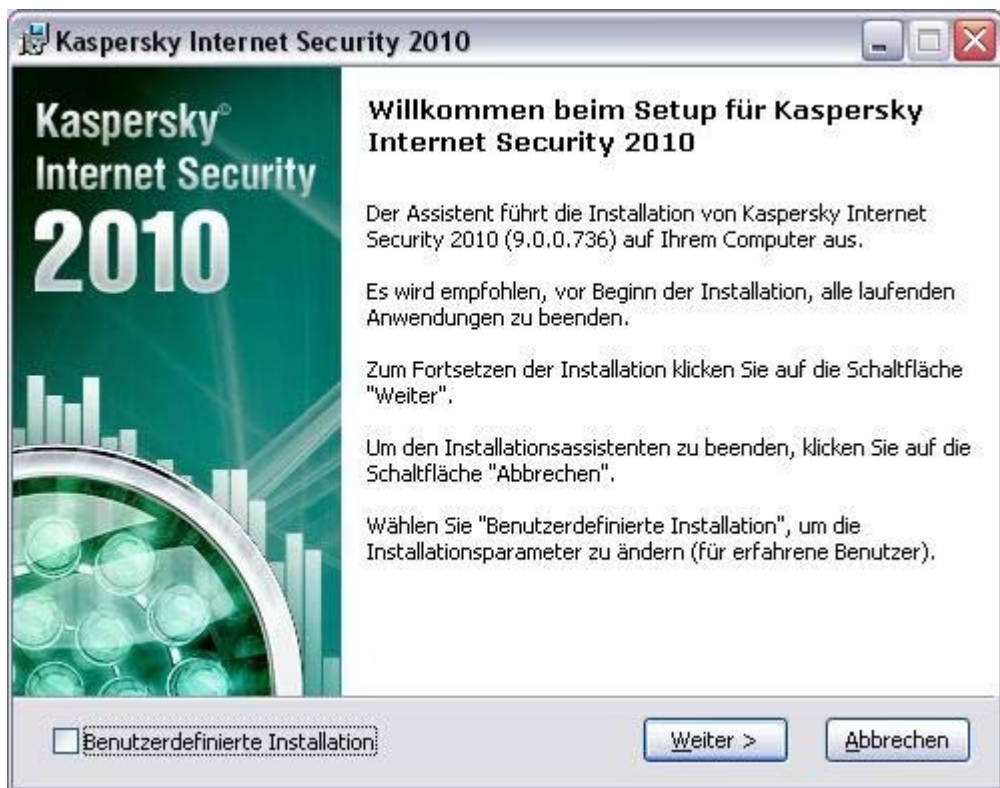 Kaspersky Internet Security 2010
Kaspersky©
Internet Security
2010
Willkommen beim Setup für Kaspersky
Internet Security 2010
Der Assistent führt die Installation von Kaspersky Internet
Security 2010 (9.0.0.736) auf Ihrem Computer aus.
Es wird empfohlen, vor Beginn der Installation, alle laufenden
Anwendungen zu beenden.
Zum Fortsetzen der Installation klicken Sie auf die Schaltfläche
"Weiter".
Um den Installationsassistenten zu beenden, klicken Sie auf die
Schaltfläche "Abbrechen".
Wählen Sie "Benutzerdefinierte Installation", um die
Installationsparameter zu ändern (für erfahrene Benutzer).
Benutzerdefinierte Installation
Weiter >
Abbrechen